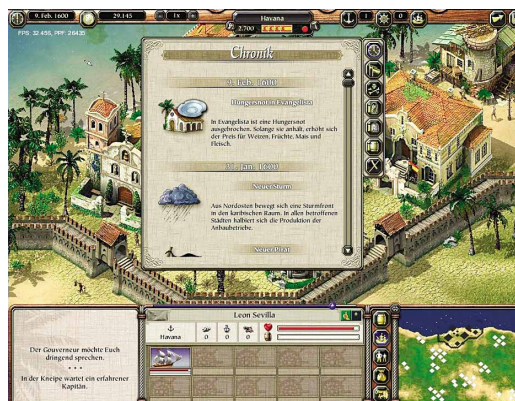 9. Feb. 1600
29.145
1x
Havana
2.700
1
0
FPS: 32.456, PPF: 26435
Chronik
9. Feb. 1600
Hungersnot in Evangelista
In Evangelista ist eine Hungersnot
ausgebrochen. Solange sie anhält, erhöht sich
der Preis für Weizen, Früchte, Mais und
Fleisch.
31. Jan. 1600
Neuer Sturm
Aus Nordosten bewegt sich eine Sturmfront
in den karibischen Raum. In allen betroffenen
Städten halbiert sich die Produktion der
Anbaubetriebe.
Neuer Pirat
Leon Sevilla
Havana
0
0
0
Der Gouverneur möchte Euch
dringend sprechen.
• • •
In der Kneipe wartet ein erfahrener
Kapitän.